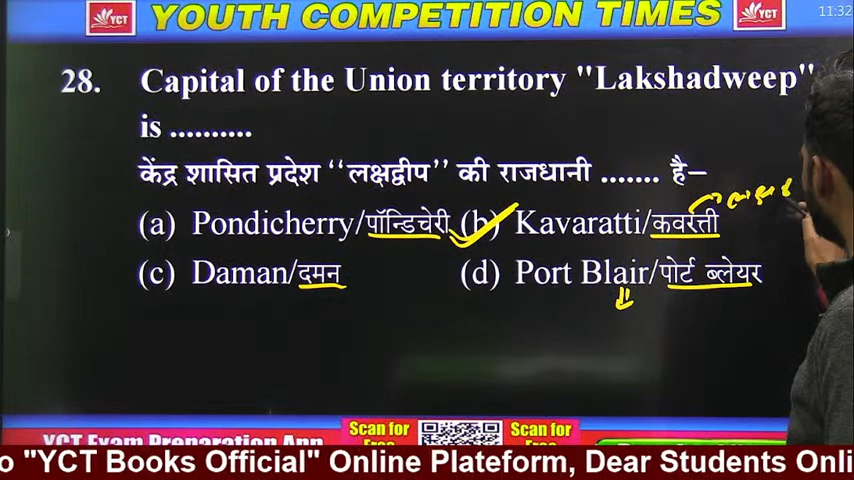 YCT YOUTH COMPETITION TIMES YCT 11:32
28. Capital of the Union territory "Lakshadweep"
is ..........
केंद्र शासित प्रदेश "लक्षद्वीप" की राजधानी ....... है–
(a) Pondicherry/पॉन्डिचेरी (b) Kavaratti/कवरत्ती
(c) Daman/दमन (d) Port Blair/पोर्ट ब्लेयर
YCT Exam Preparation App Scan for Scan for
o "YCT Books Official" Online Plateform, Dear Students Onli